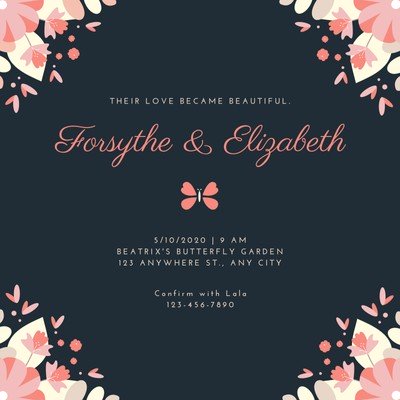 THEIR LOVE BECAME BEAUTIFUL.
Forsythe & Elizabeth
5/10/2020 | 9 AM
BEATRIX'S BUTTERFLY GARDEN
123 ANYWHERE ST., ANY CITY
Confirm with Lala
123-456-7890